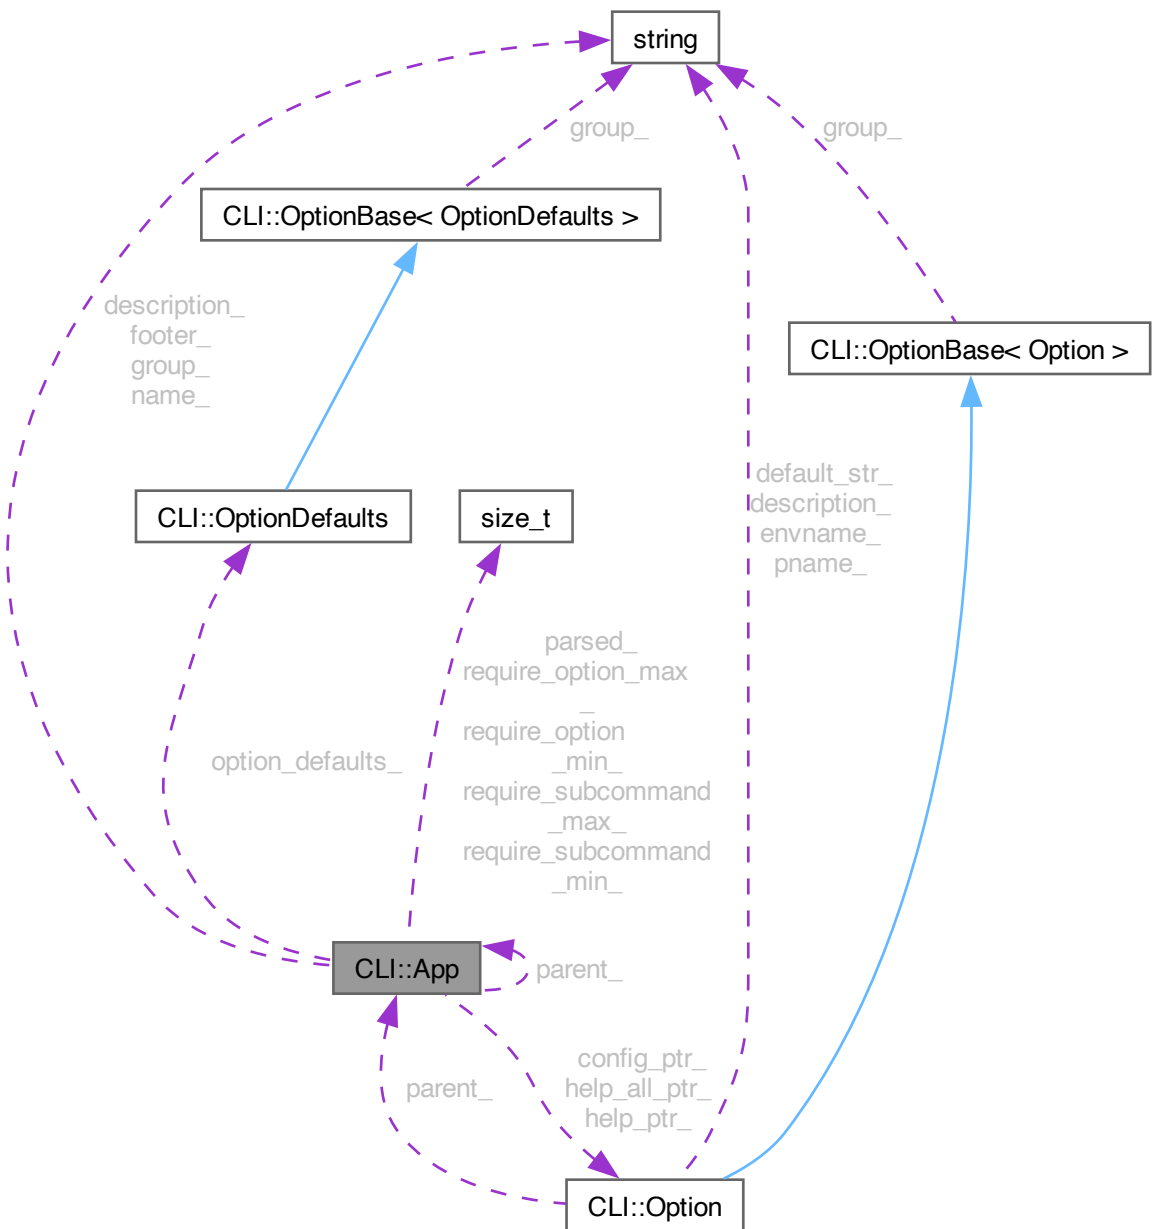 string
group_
group_
CLI::OptionBase< OptionDefaults >
description_
footer_
group_
name_
CLI::OptionBase< Option >
default_str_
description_
envname_
pname_
CLI::OptionDefaults
size_t
parsed_
require_option_max
_
require_option
_min_
require_subcommand
_max_
require_subcommand
_min_
option_defaults_
CLI::App
parent_
config_ptr_
help_all_ptr_
help_ptr_
parent_
CLI::Option